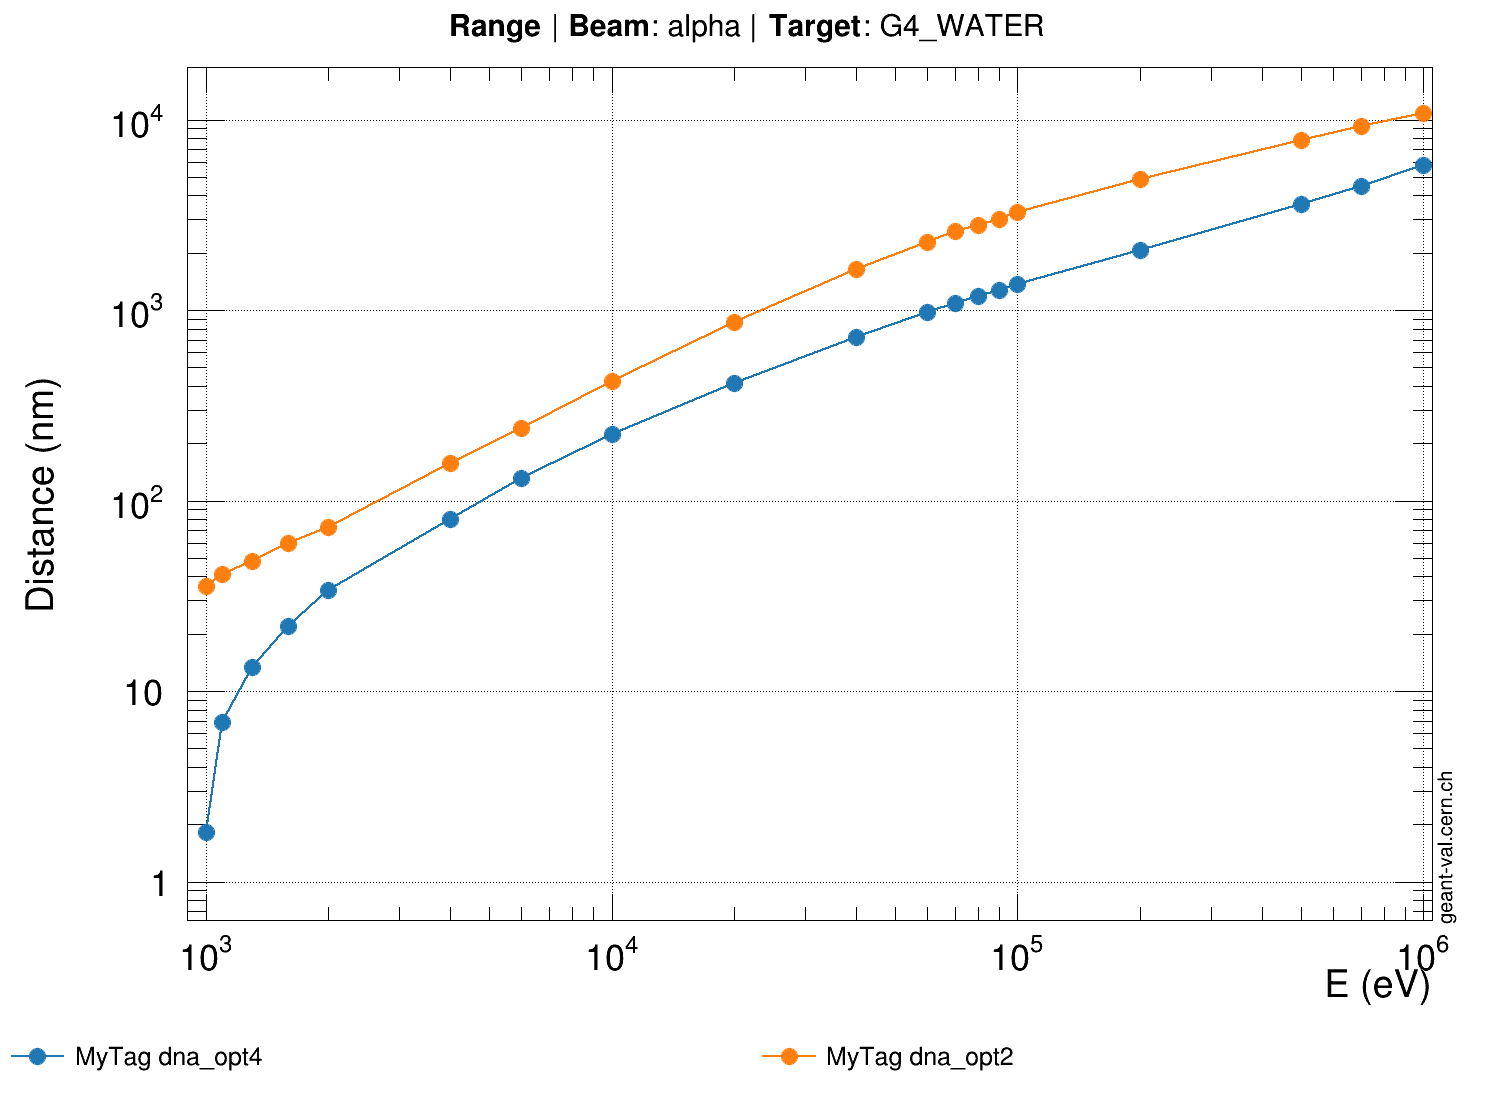 Range | Beam: alpha | Target: G4_WATER
Distance (nm)
10^4
10^3
10^2
10
1
10^3 10^4 10^5 10^6
E (eV)
geant-val.cern.ch
MyTag dna_opt4 MyTag dna_opt2